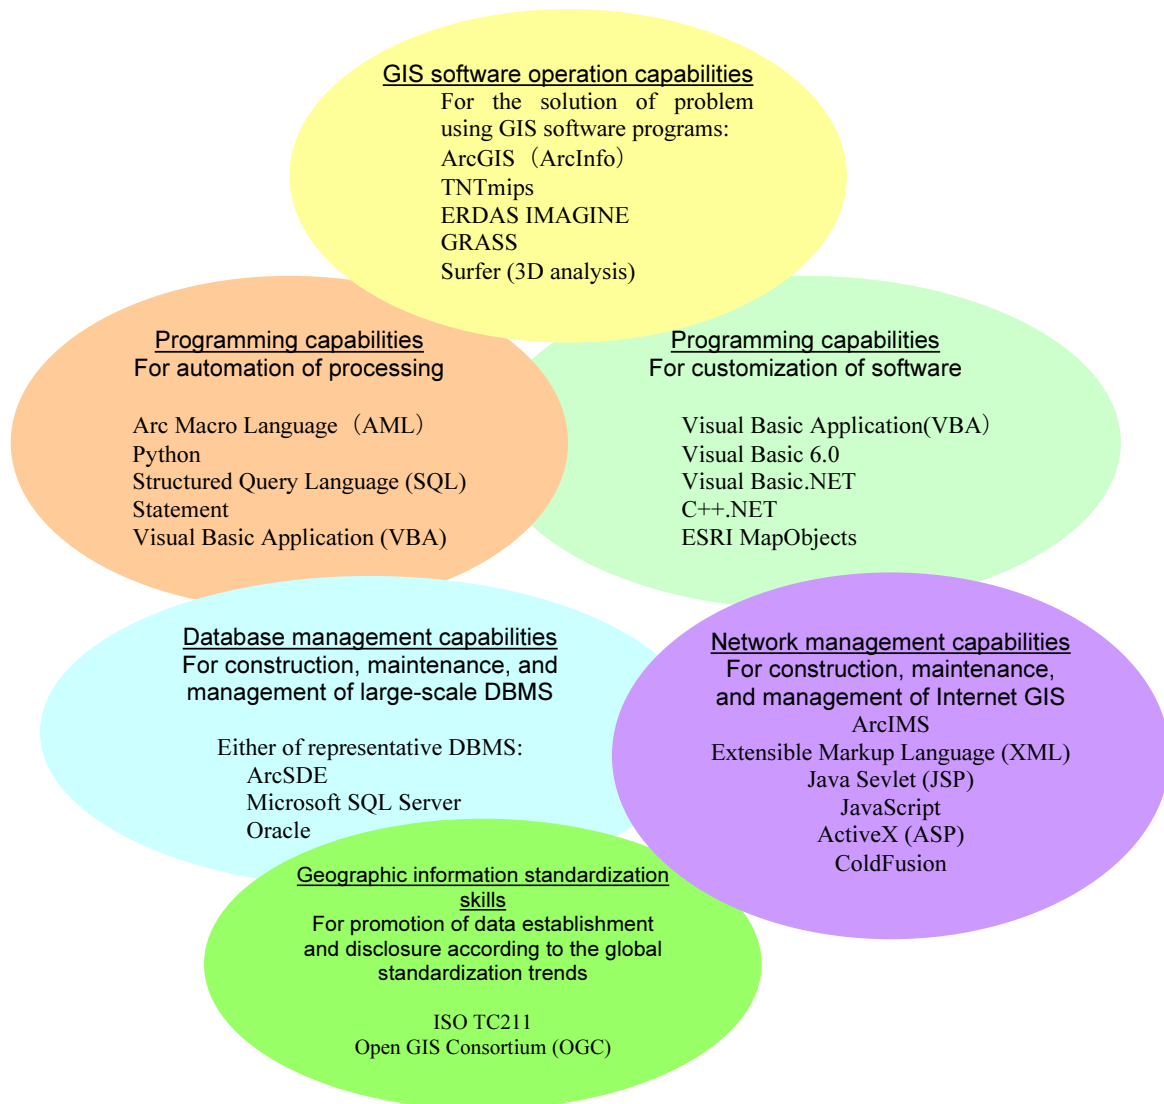 GIS software operation capabilities
For the solution of problem
using GIS software programs:
ArcGIS（ArcInfo）
TNTmips
ERDAS IMAGINE
GRASS
Surfer (3D analysis)
Programming capabilities
For automation of processing
Arc Macro Language（AML）
Python
Structured Query Language (SQL)
Statement
Visual Basic Application (VBA)
Programming capabilities
For customization of software
Visual Basic Application(VBA）
Visual Basic 6.0
Visual Basic.NET
C++.NET
ESRI MapObjects
Database management capabilities
For construction, maintenance, and
management of large-scale DBMS
Either of representative DBMS:
ArcSDE
Microsoft SQL Server
Oracle
Network management capabilities
For construction, maintenance,
and management of Internet GIS
ArcIMS
Extensible Markup Language (XML)
Java Sevlet (JSP)
JavaScript
ActiveX (ASP)
ColdFusion
Geographic information standardization
skills
For promotion of data establishment
and disclosure according to the global
standardization trends
ISO TC211
Open GIS Consortium (OGC)